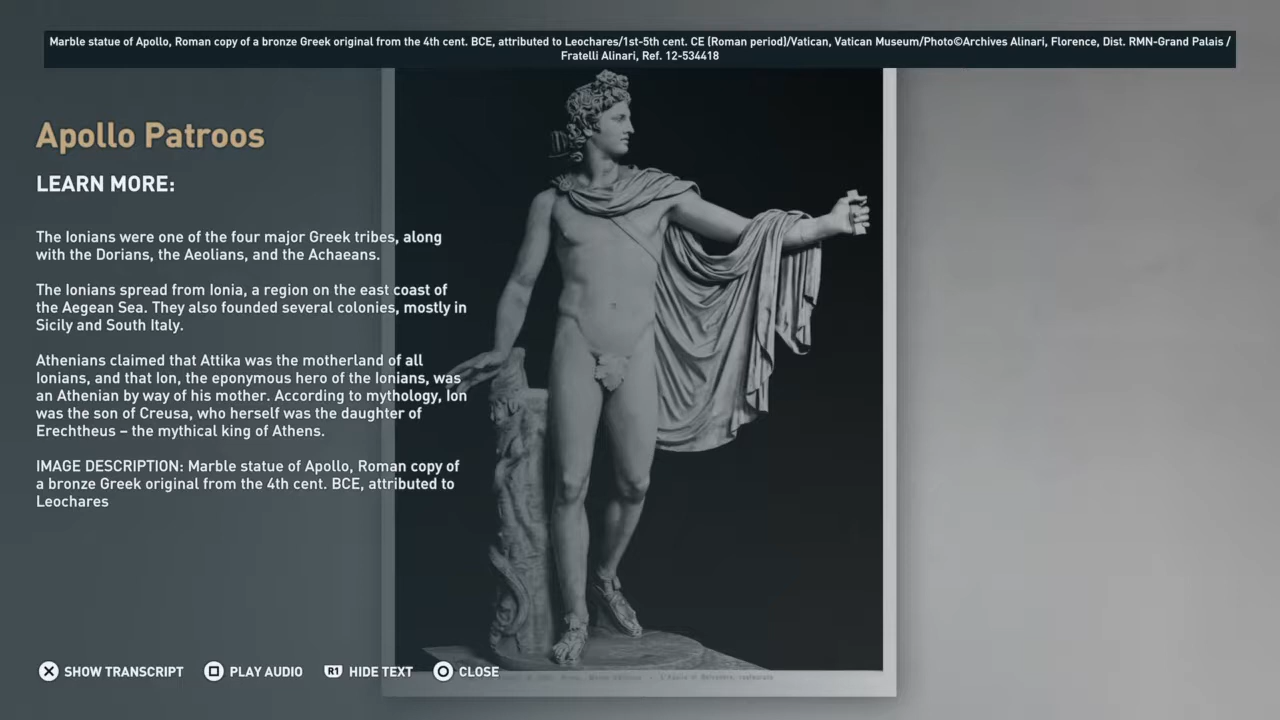 Marble statue of Apollo, Roman copy of a bronze Greek original from the 4th cent. BCE, attributed to Leochares/1st-5th cent. CE (Roman period)/Vatican, Vatican Museum/Photo©Archives Alinari, Florence, Dist. RMN-Grand Palais /
Fratelli Alinari, Ref. 12-534418
Apollo Patroos
LEARN MORE:
The Ionians were one of the four major Greek tribes, along
with the Dorians, the Aeolians, and the Achaeans.
The Ionians spread from Ionia, a region on the east coast of
the Aegean Sea. They also founded several colonies, mostly in
Sicily and South Italy.
Athenians claimed that Attika was the motherland of all
Ionians, and that Ion, the eponymous hero of the Ionians, was
an Athenian by way of his mother. According to mythology, Ion
was the son of Creusa, who herself was the daughter of
Erechtheus – the mythical king of Athens.
IMAGE DESCRIPTION: Marble statue of Apollo, Roman copy of
a bronze Greek original from the 4th cent. BCE, attributed to
Leochares
SHOW TRANSCRIPT
PLAY AUDIO
R1 HIDE TEXT
CLOSE